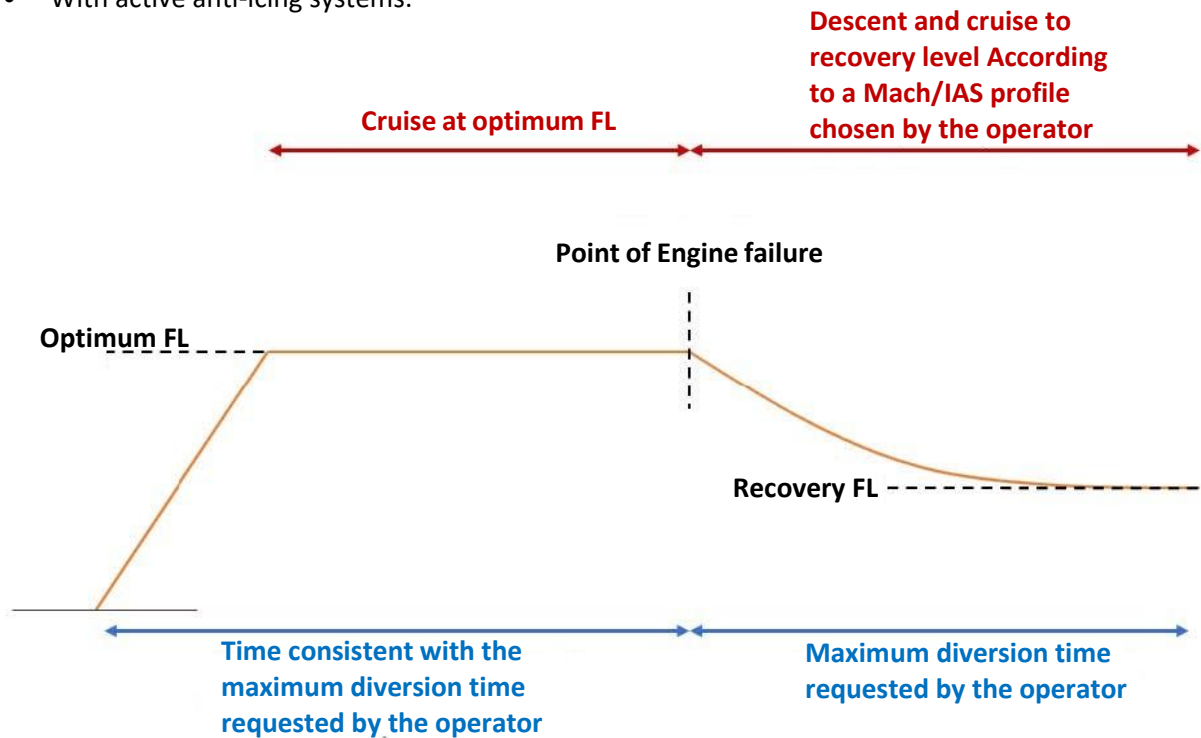 • With active anti-icing systems.
Descent and cruise to
recovery level According
to a Mach/IAS profile
chosen by the operator
Cruise at optimum FL
Point of Engine failure
Optimum FL
Recovery FL
Time consistent with the
maximum diversion time
requested by the operator
Maximum diversion time
requested by the operator